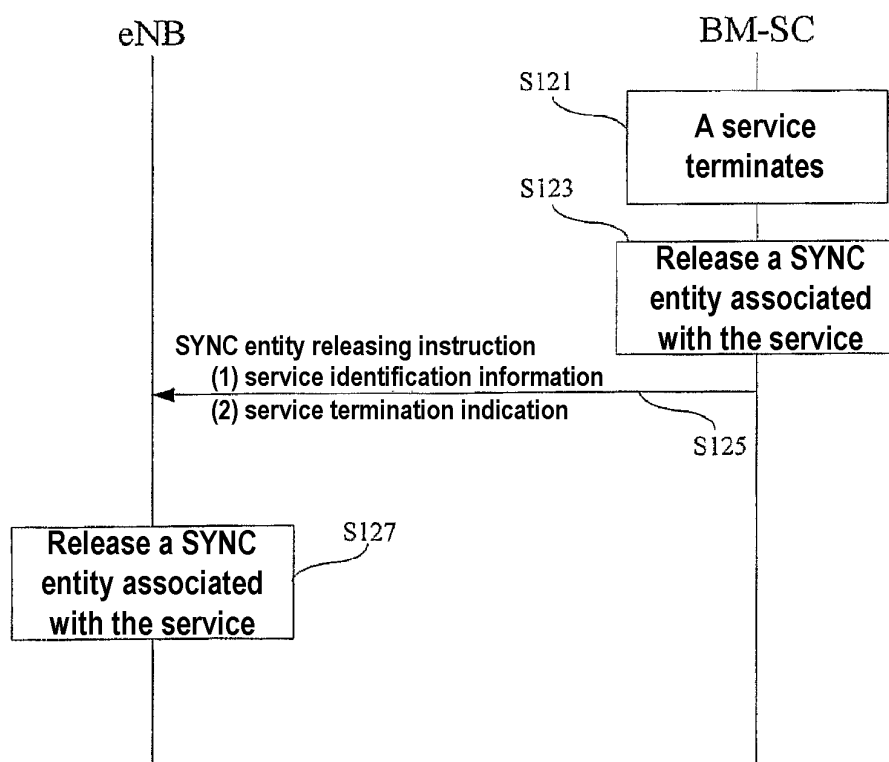 eNB
BM-SC
S121
A service
terminates
S123
Release a SYNC
entity associated
with the service
SYNC entity releasing instruction
(1) service identification information
(2) service termination indication
S125
Release a SYNC
entity associated
with the service
S127